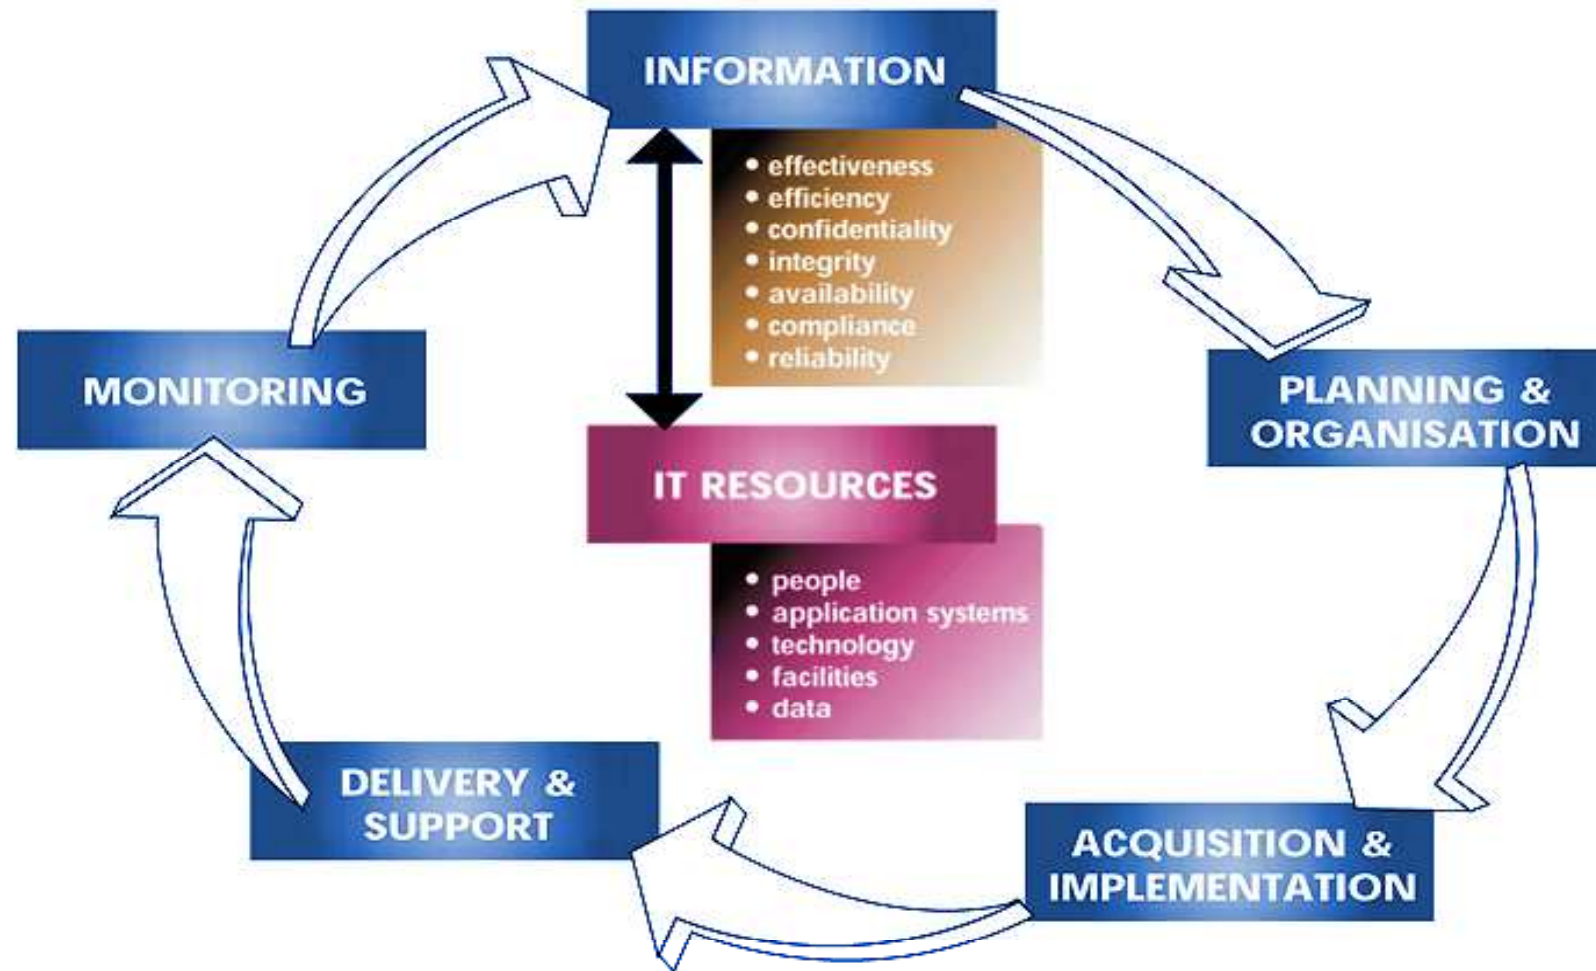 INFORMATION
• effectiveness
• efficiency
• confidentiality
• integrity
• availability
• compliance
• reliability
MONITORING
PLANNING &
ORGANISATION
IT RESOURCES
• people
• application systems
• technology
• facilities
• data
DELIVERY &
SUPPORT
ACQUISITION &
IMPLEMENTATION